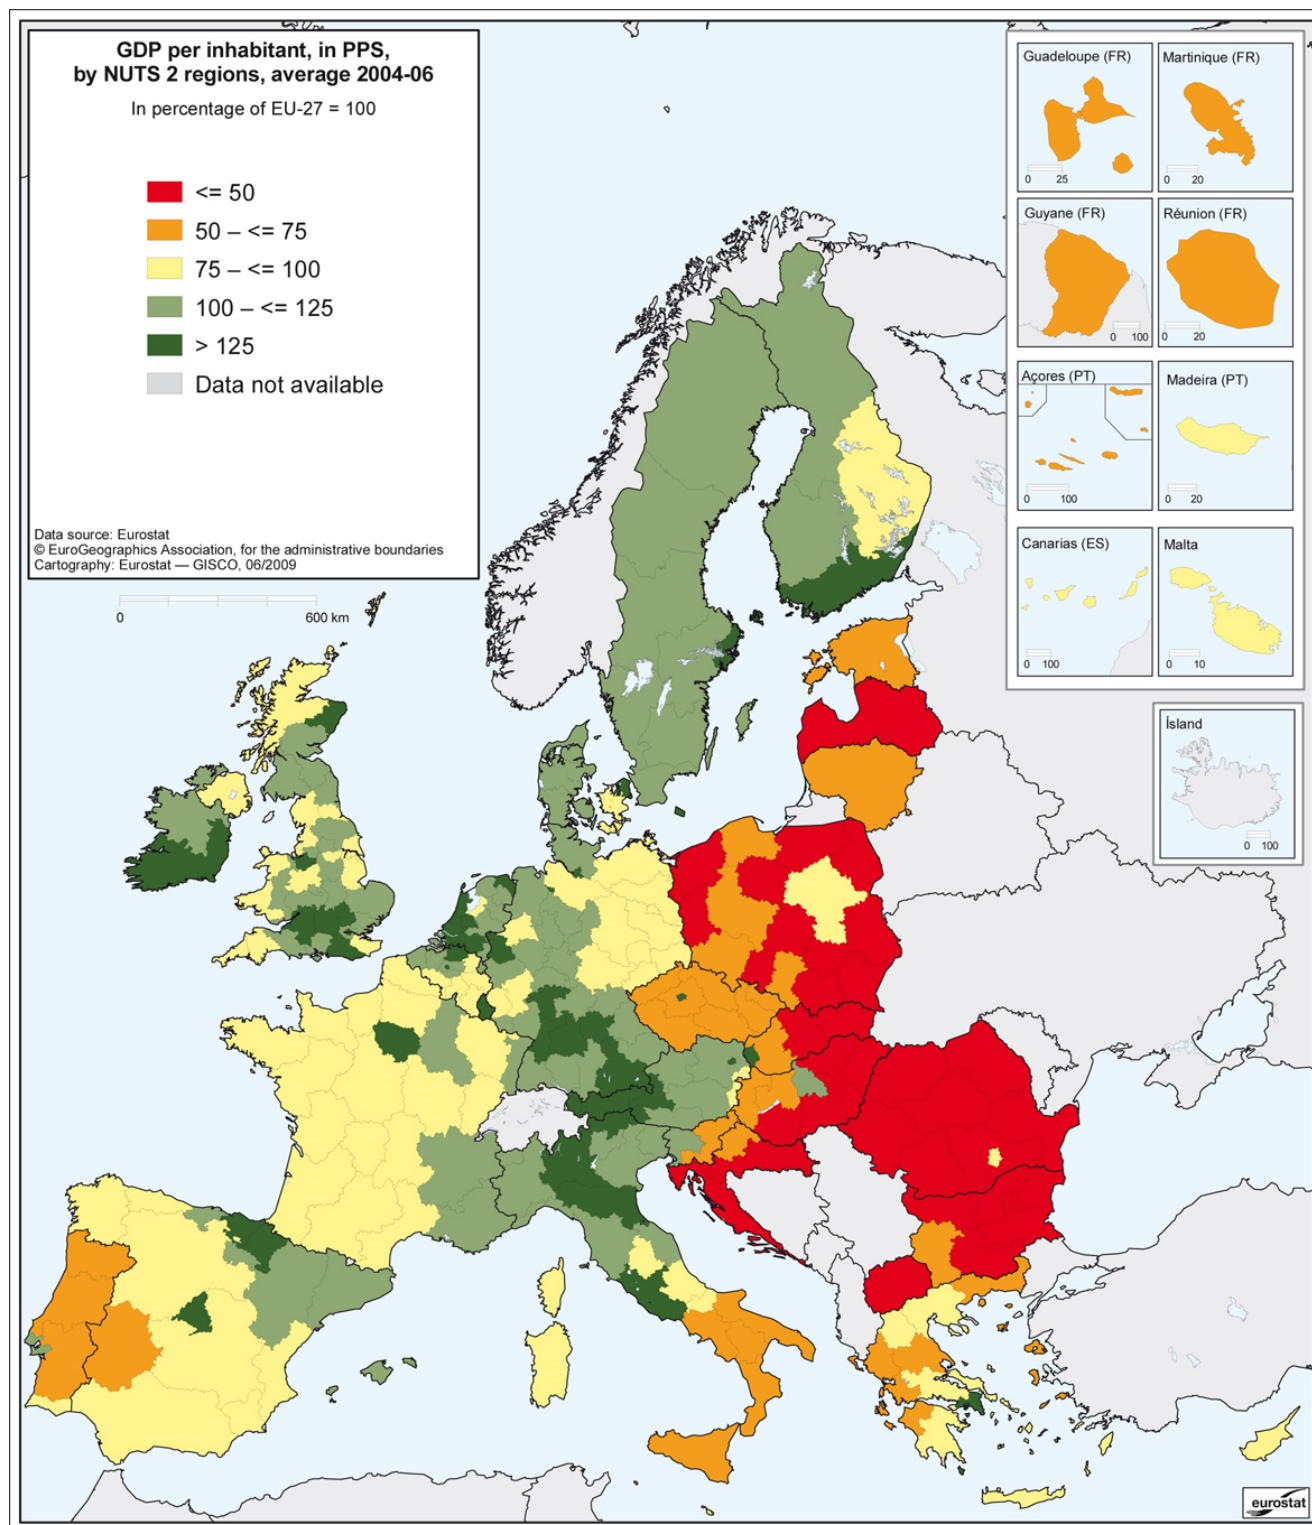 GDP per inhabitant, in PPS,
by NUTS 2 regions, average 2004-06
In percentage of EU-27 = 100
<= 50
50 – <= 75
75 – <= 100
100 – <= 125
> 125
Data not available
Data source: Eurostat
© EuroGeographics Association, for the administrative boundaries
Cartography: Eurostat — GISCO, 06/2009
0 600 km
Guadeloupe (FR)
0 25
Martinique (FR)
0 20
Guyane (FR)
0 100
Réunion (FR)
0 20
Açores (PT)
0 100
Madeira (PT)
0 20
Canarias (ES)
0 100
Malta
0 10
Ísland
0 100
eurostat